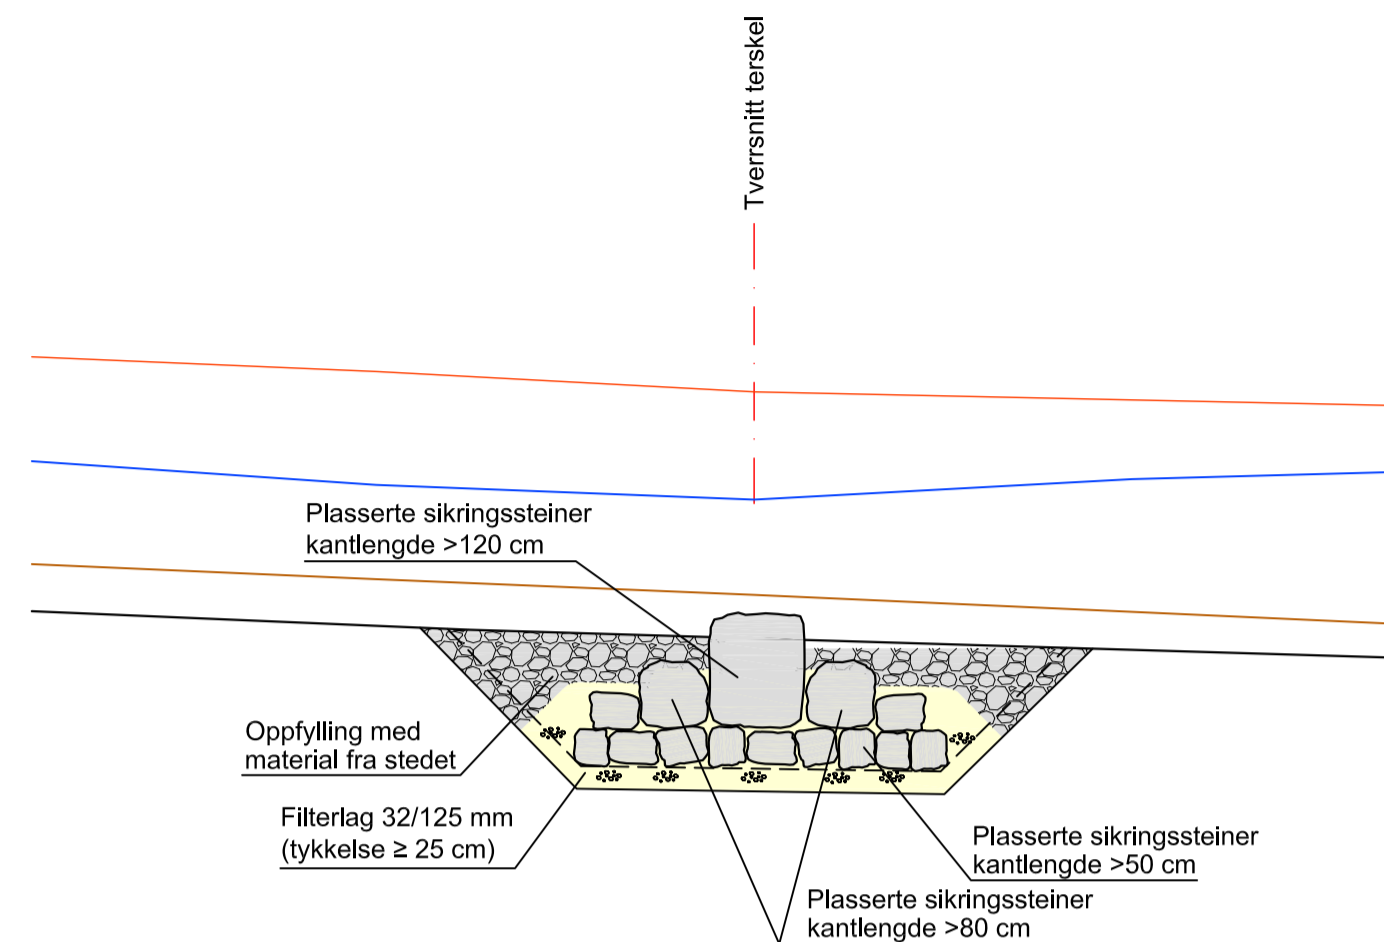 Tverrsnitt terskel
Plasserte sikringssteiner
kantlengde >120 cm
Oppfylling med
material fra stedet
Filterlag 32/125 mm
(tykkelse ≥ 25 cm)
Plasserte sikringssteiner
kantlengde >50 cm
Plasserte sikringssteiner
kantlengde >80 cm